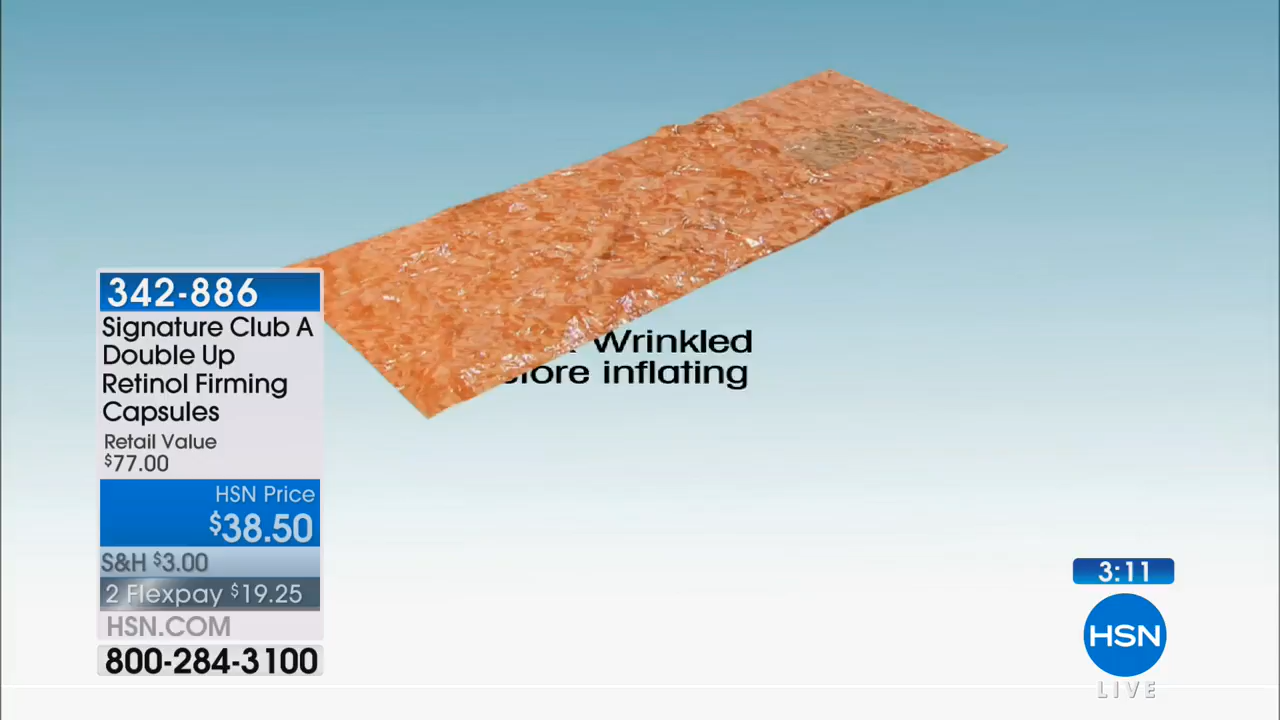 342-886
Signature Club A
Double Up
Retinol Firming
Capsules
Retail Value
$77.00
HSN Price
$38.50
S&H $3.00
2 Flexpay $19.25
HSN.COM
800-284-3100
Wrinkled
inflating
3:11
HSN
LIVE